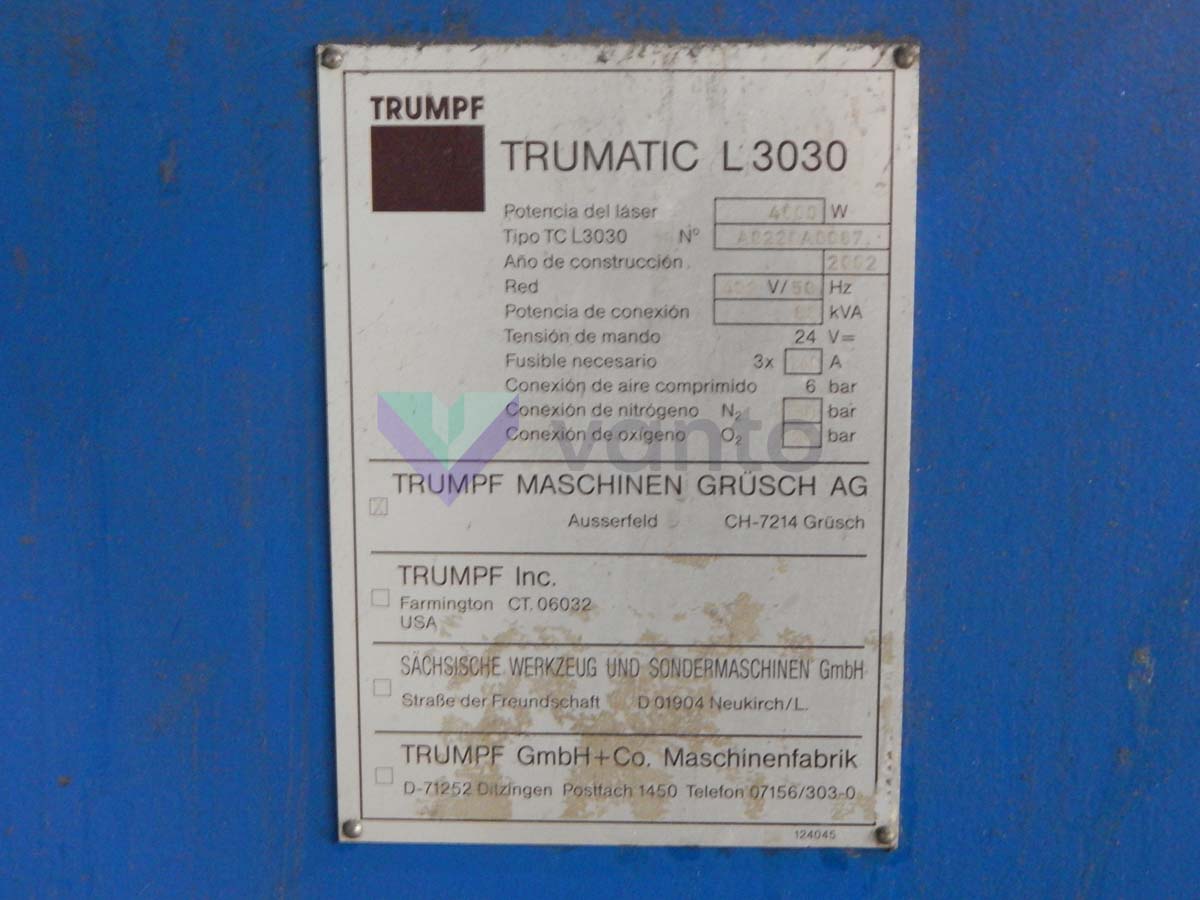 TRUMPF
TRUMATIC L 3030
Potencia del láser 4000 W
Tipo TC L3030 Nº
Año de construcción 2002
Red V/50 Hz
Potencia de conexión kVA
Tensión de mando 24 V=
Fusible necesario 3x A
Conexión de aire comprimido 6 bar
Conexión de nitrógeno N₂ bar
Conexión de oxígeno O₂ bar
vanto
TRUMPF MASCHINEN GRÜSCH AG
Ausserfeld CH-7214 Grüsch
TRUMPF Inc.
Farmington CT. 06032
USA
SÄCHSISCHE WERKZEUG UND SONDERMASCHINEN GmbH
Straße der Freundschaft D 01904 Neukirch/L.
TRUMPF GmbH+Co. Maschinenfabrik
D-71252 Ditzingen Postfach 1450 Telefon 07156/303-0
124045